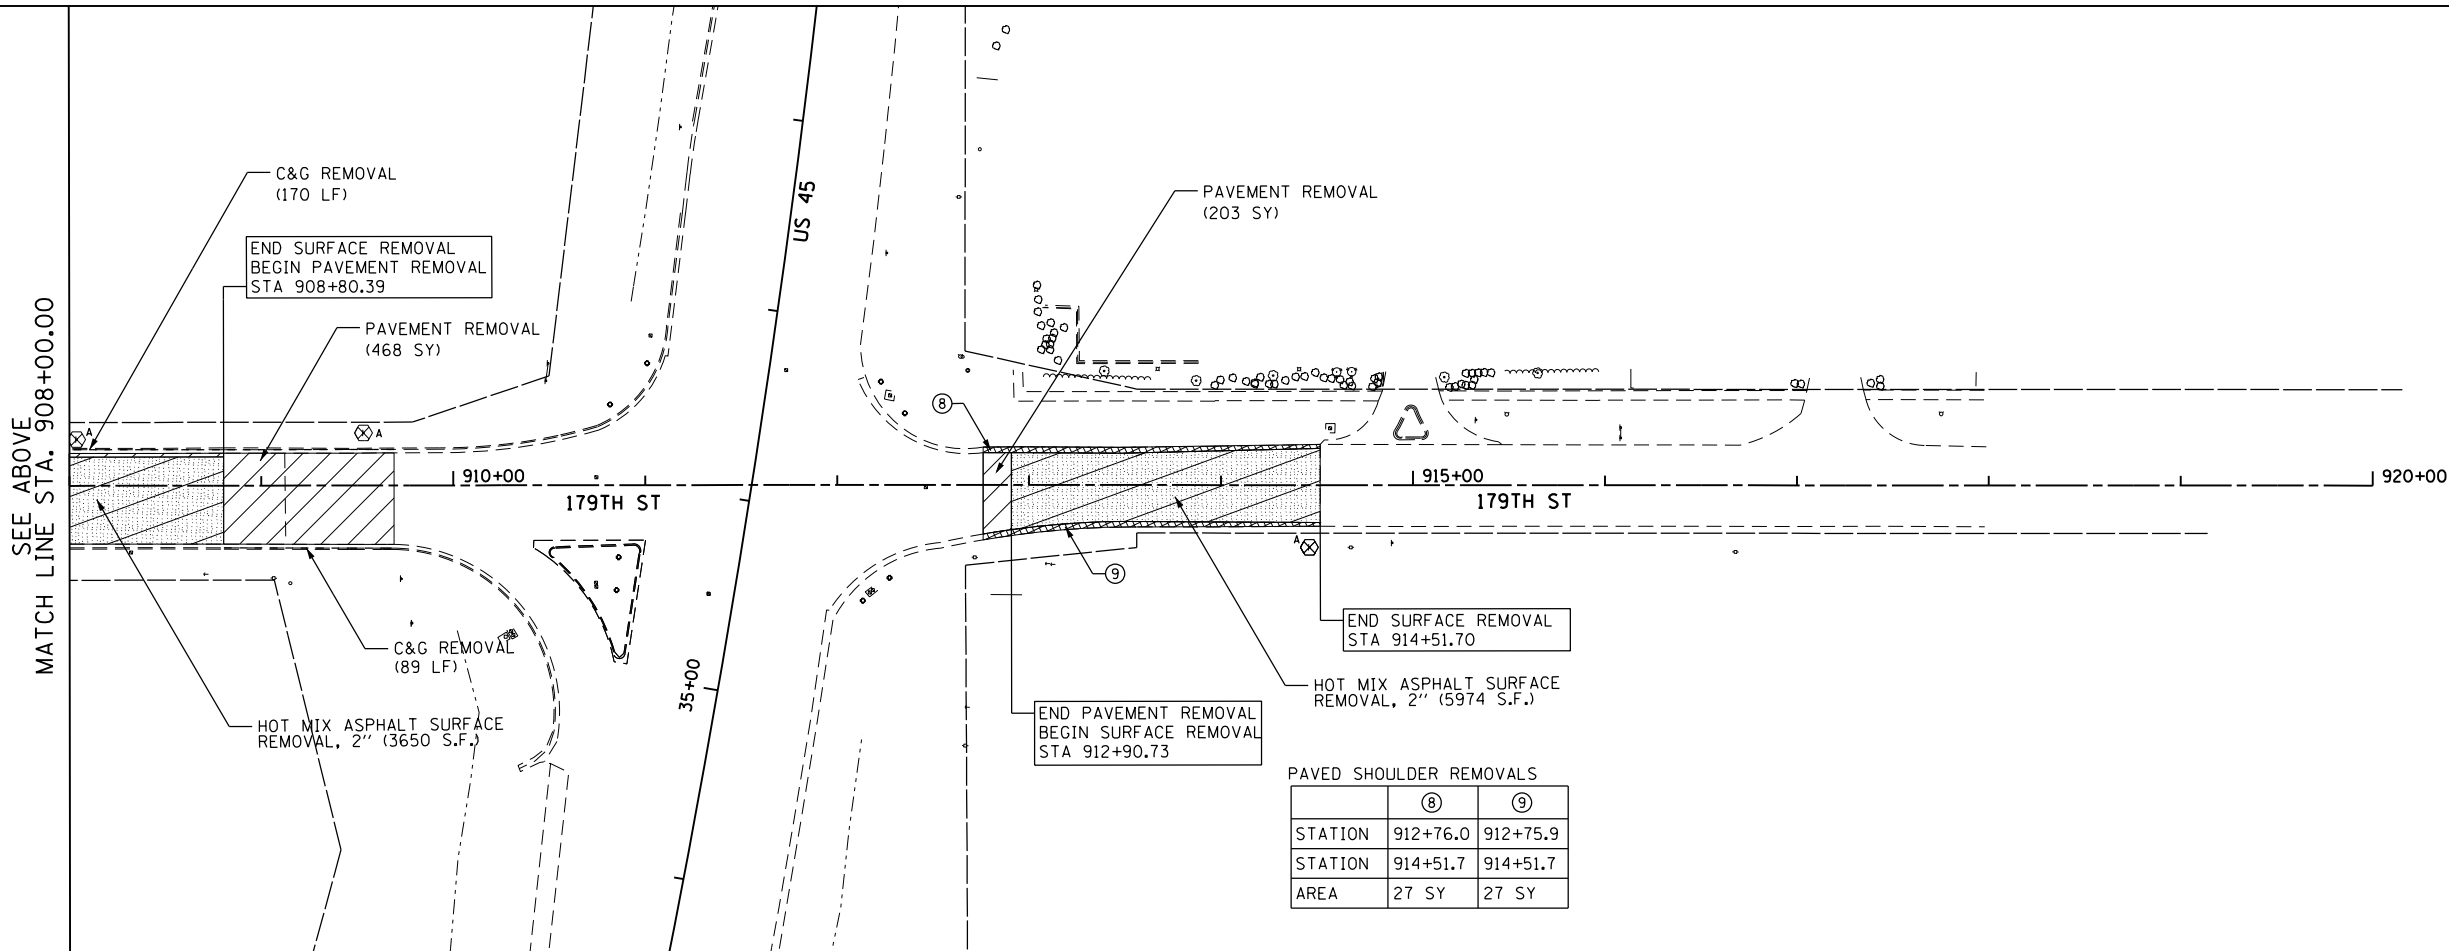 C&G REMOVAL
(170 LF)
END SURFACE REMOVAL
BEGIN PAVEMENT REMOVAL
STA 908+80.39
PAVEMENT REMOVAL
(468 SY)
SEE ABOVE
MATCH LINE STA. 908+00.00
A
A
US 45
PAVEMENT REMOVAL
(203 SY)
8
910+00
179TH ST
915+00
179TH ST
920+00
9
A
C&G REMOVAL
(89 LF)
HOT MIX ASPHALT SURFACE
REMOVAL, 2'' (3650 S.F.)
35+00
END SURFACE REMOVAL
STA 914+51.70
HOT MIX ASPHALT SURFACE
REMOVAL, 2'' (5974 S.F.)
END PAVEMENT REMOVAL
BEGIN SURFACE REMOVAL
STA 912+90.73
PAVED SHOULDER REMOVALS
8 9
STATION 912+76.0 912+75.9
STATION 914+51.7 914+51.7
AREA 27 SY 27 SY